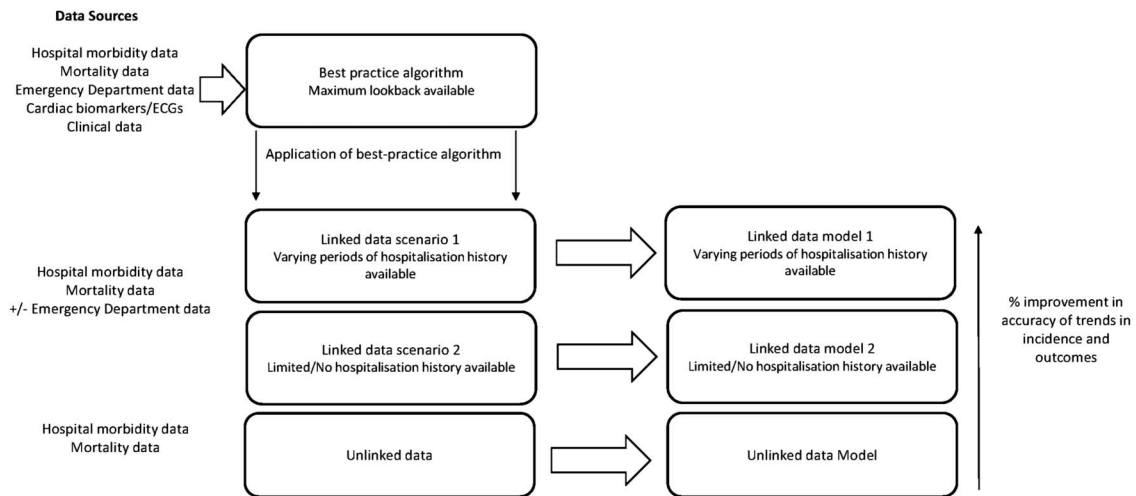 Data Sources
Hospital morbidity data
Mortality data
Emergency Department data
Cardiac biomarkers/ECGs
Clinical data
Best practice algorithm
Maximum lookback available
Application of best-practice algorithm
Hospital morbidity data
Mortality data
+/- Emergency Department data
Linked data scenario 1
Varying periods of hospitalisation history
available
Linked data model 1
Varying periods of hospitalisation history
available
Linked data scenario 2
Limited/No hospitalisation history available
Linked data model 2
Limited/No hospitalisation history available
% improvement in
accuracy of trends in
incidence and
outcomes
Hospital morbidity data
Mortality data
Unlinked data
Unlinked data Model